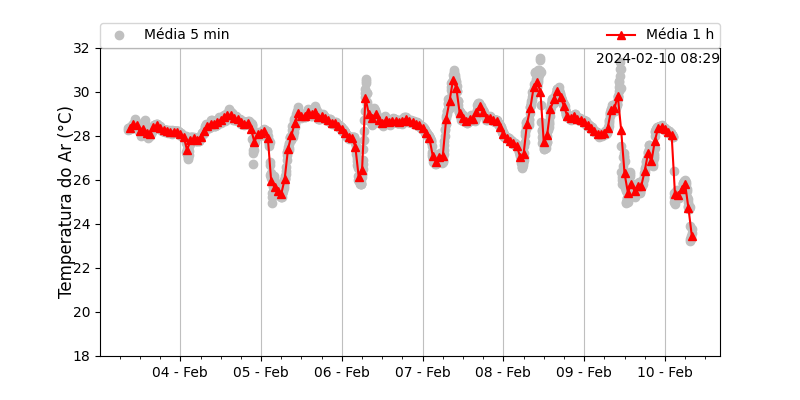 Média 5 min
Média 1 h
2024-02-10 08:29
Temperatura do Ar (°C)
32
30
28
26
24
22
20
18
04 - Feb
05 - Feb
06 - Feb
07 - Feb
08 - Feb
09 - Feb
10 - Feb